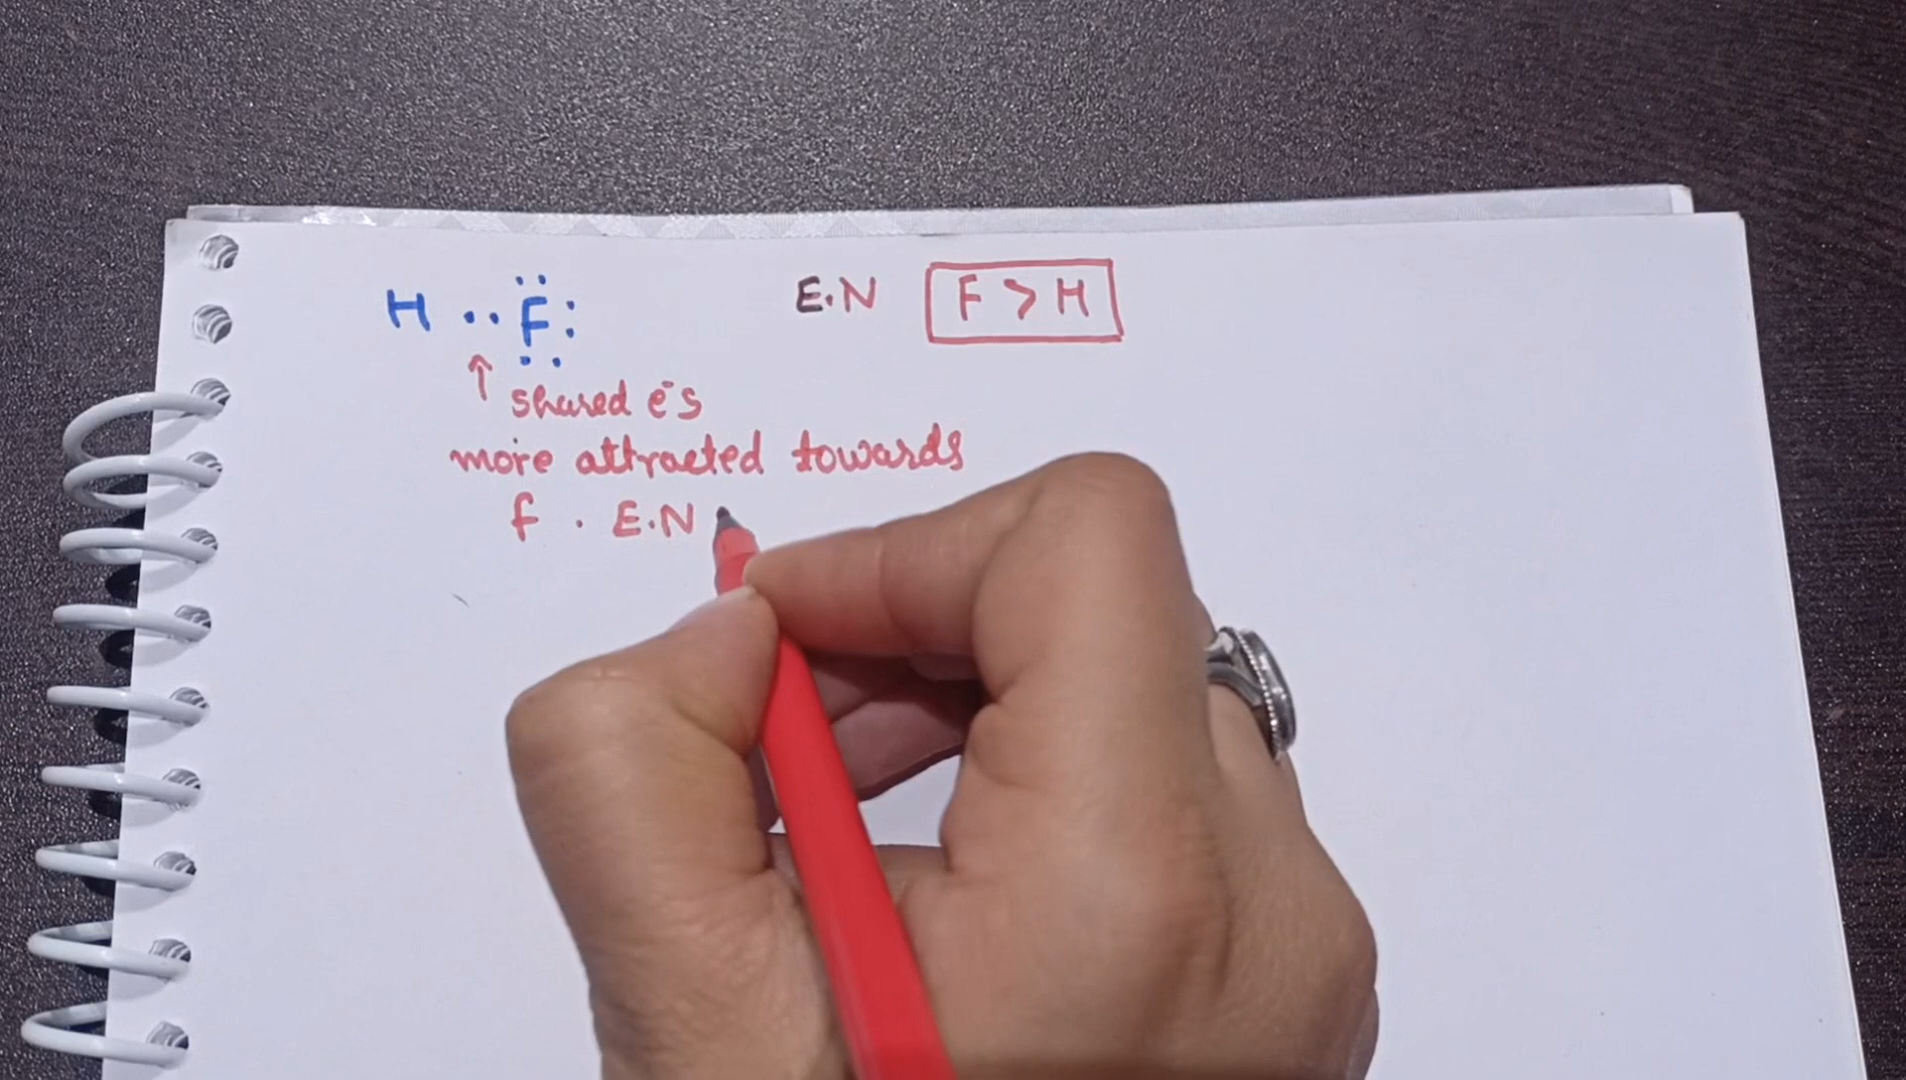 H : F E.N F > H
↑ shared e⁻s
more attracted towards
F . E.N